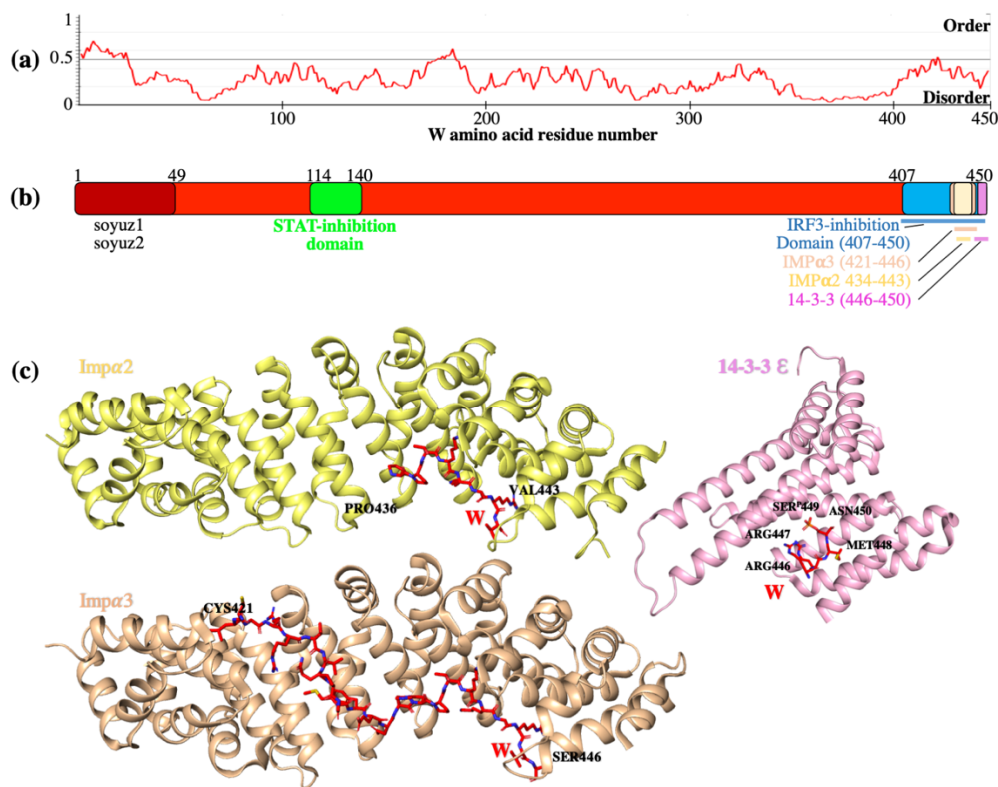 1
Order
(a)
0.5
0
Disorder
100
200
300
400
450
W amino acid residue number
1
49
114
140
407
450
(b)
soyuz1
soyuz2
STAT-inhibition
domain
IRF3-inhibition
Domain (407-450)
IMPα3 (421-446)
IMPα2 434-443)
14-3-3 (446-450)
(c)
Impα2
14-3-3 ε
PRO436
VAL443
W
SERᴾ449
ASN450
ARG447
MET448
ARG446
W
Impα3
CYS421
W
SER446